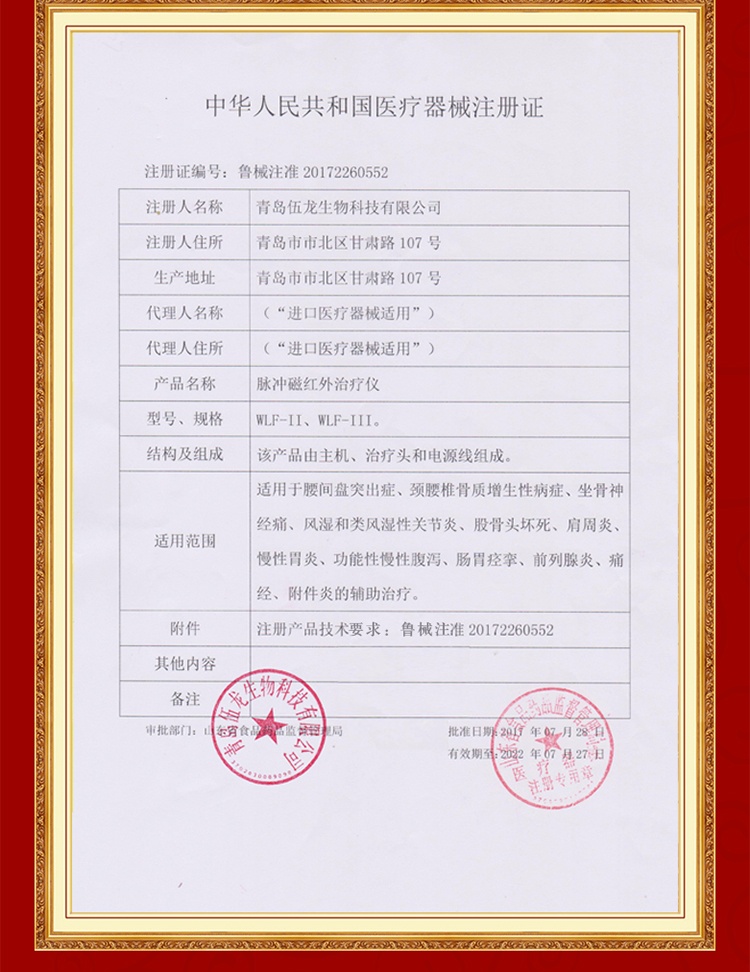 中华人民共和国医疗器械注册证
注册证编号：鲁械注准 20172260552
注册人名称 青岛伍龙生物科技有限公司
注册人住所 青岛市市北区甘肃路 107 号
生产地址 青岛市市北区甘肃路 107 号
代理人名称 （“进口医疗器械适用”）
代理人住所 （“进口医疗器械适用”）
产品名称 脉冲磁红外治疗仪
型号、规格 WLF-II、WLF-III。
结构及组成 该产品由主机、治疗头和电源线组成。
适用范围
适用于腰间盘突出症、颈腰椎骨质增生性病症、坐骨神
经痛、风湿和类风湿性关节炎、股骨头坏死、肩周炎、
慢性胃炎、功能性慢性腹泻、肠胃痉挛、前列腺炎、痛
经、附件炎的辅助治疗。
附件 注册产品技术要求：鲁械注准 20172260552
其他内容
备注
审批部门：山东省食品药品监督管理局
批准日期:2017 年 07 月 28 日
有效期至:2022 年 07 月 27 日
青岛伍龙生物科技有限公司
山东省食品药品监督管理局
医疗器械
注册专用章